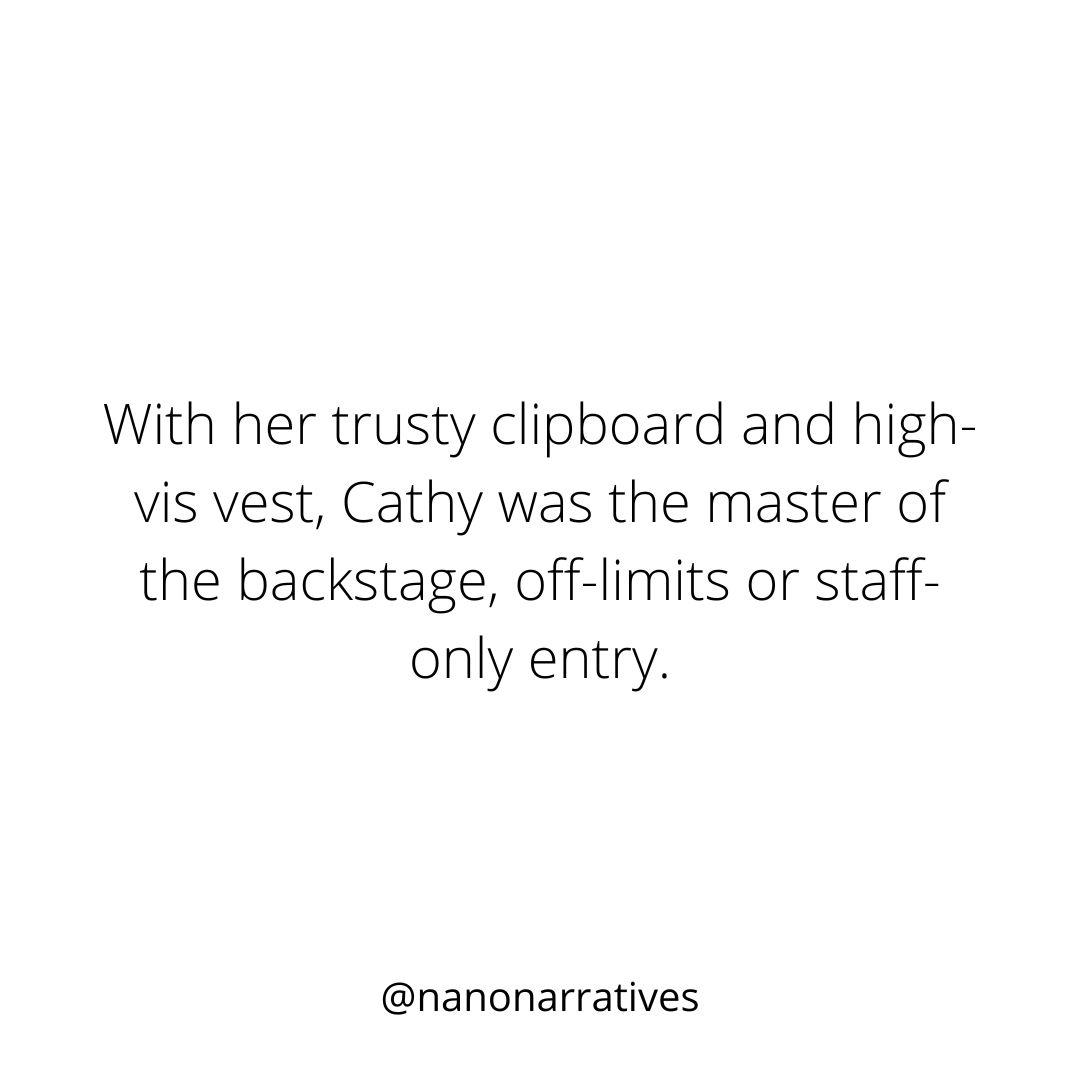 With her trusty clipboard and high-
vis vest, Cathy was the master of
the backstage, off-limits or staff-
only entry.
@nanonarratives